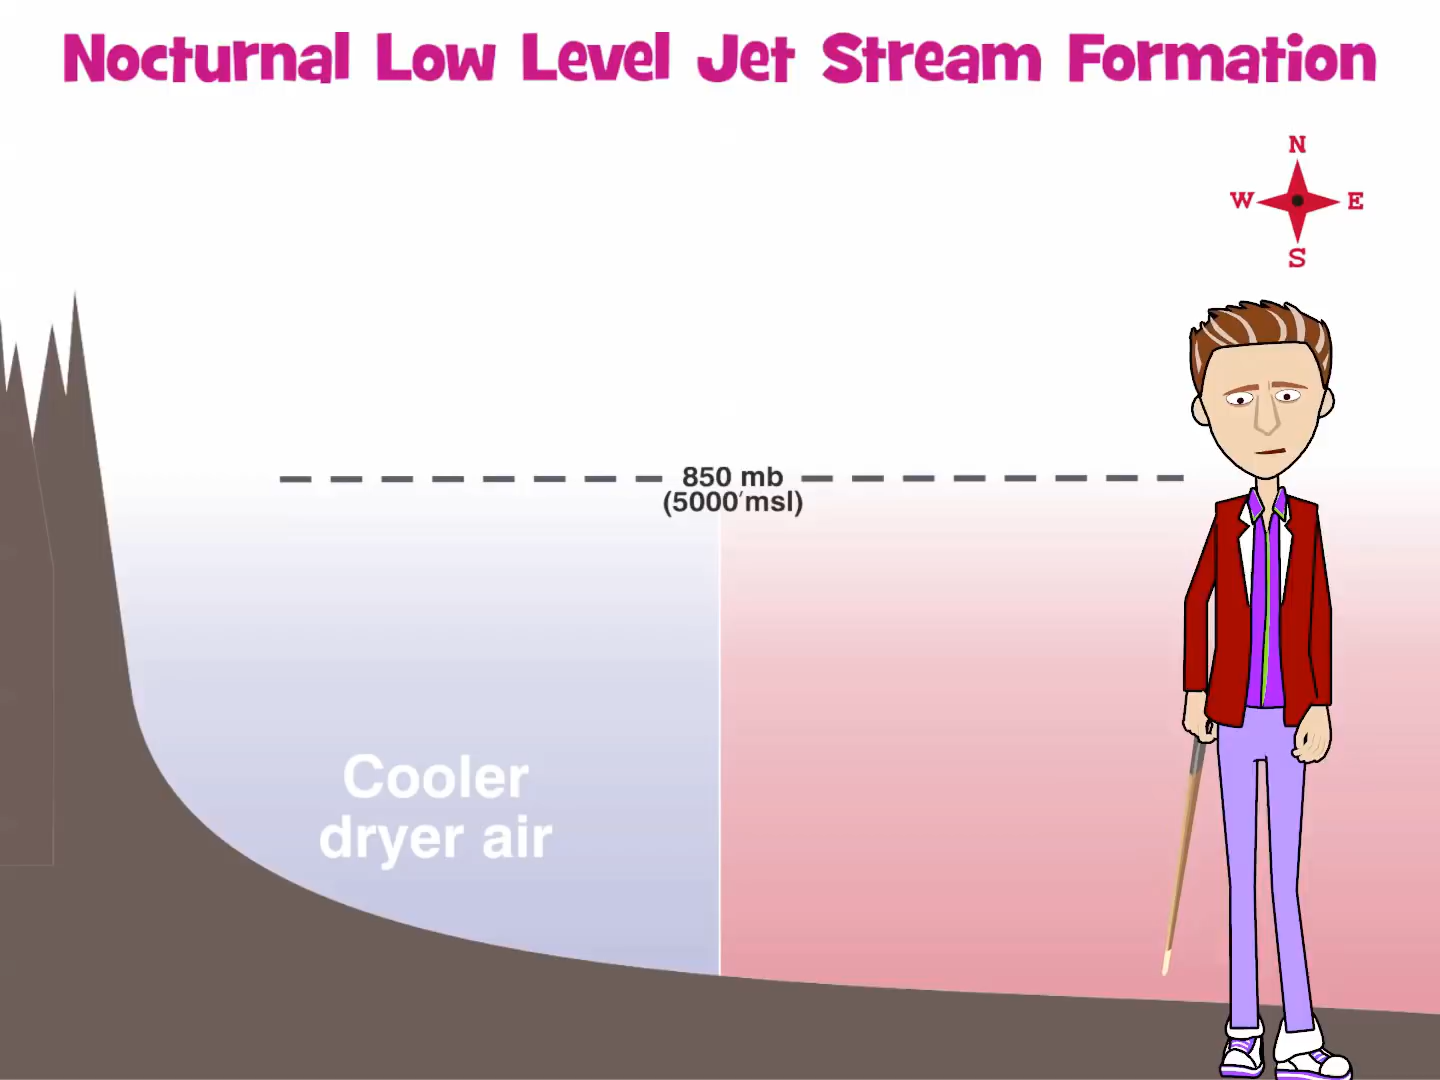 Nocturnal Low Level Jet Stream Formation
N
W E
S
850 mb
(5000'msl)
Cooler
dryer air